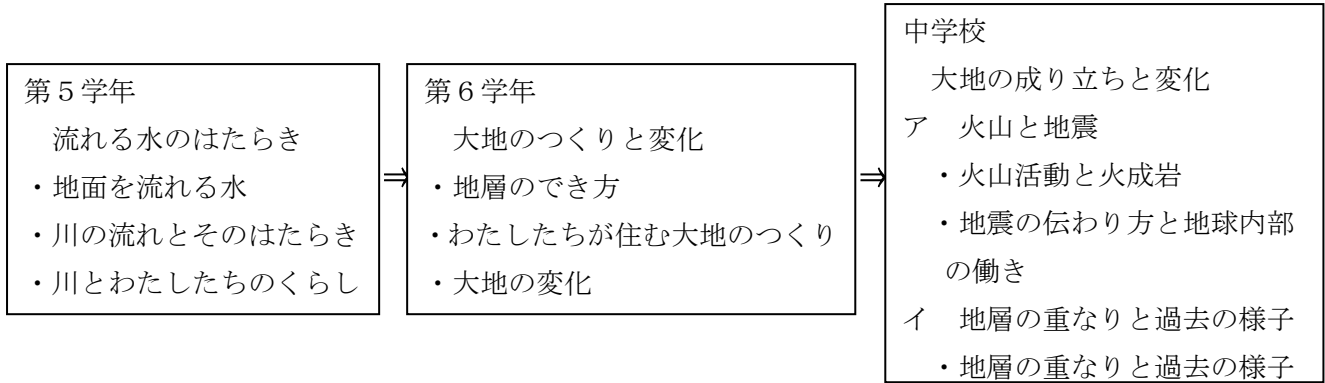 第５学年
流れる水のはたらき
・地面を流れる水
・川の流れとそのはたらき
・川とわたしたちのくらし
⇒
第６学年
大地のつくりと変化
・地層のでき方
・わたしたちが住む大地のつくり
・大地の変化
⇒
中学校
大地の成り立ちと変化
ア　火山と地震
・火山活動と火成岩
・地震の伝わり方と地球内部
の働き
イ　地層の重なりと過去の様子
・地層の重なりと過去の様子